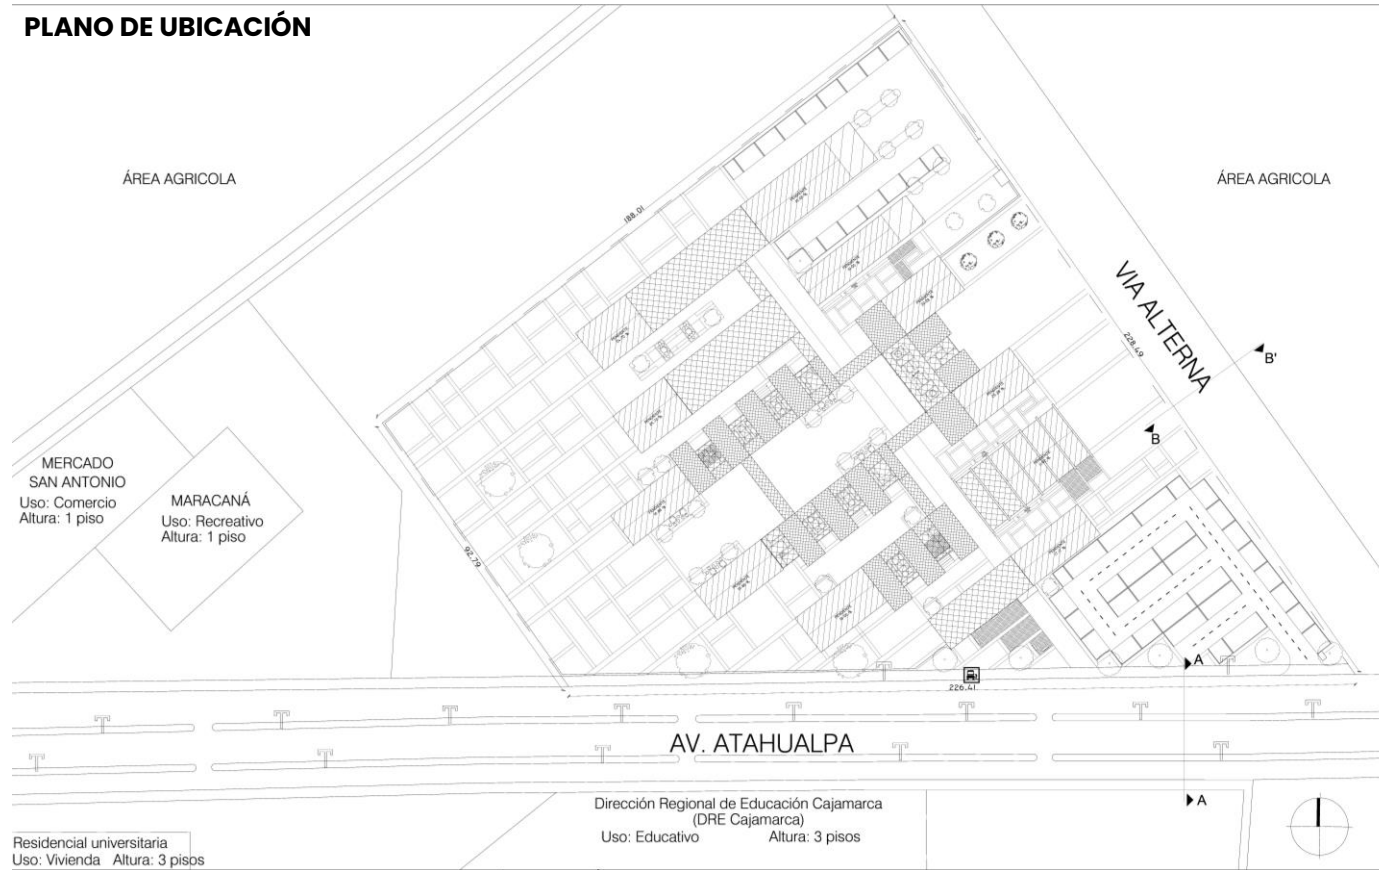 PLANO DE UBICACIÓN
ÁREA AGRICOLA
ÁREA AGRICOLA
188.01
VIA ALTERNA
228.49
B'
B
MERCADO
SAN ANTONIO
Uso: Comercio
Altura: 1 piso
MARACANÁ
Uso: Recreativo
Altura: 1 piso
92.79
A
226.41
AV. ATAHUALPA
A
Dirección Regional de Educación Cajamarca
(DRE Cajamarca)
Uso: Educativo Altura: 3 pisos
Residencial universitaria
Uso: Vivienda Altura: 3 pisos